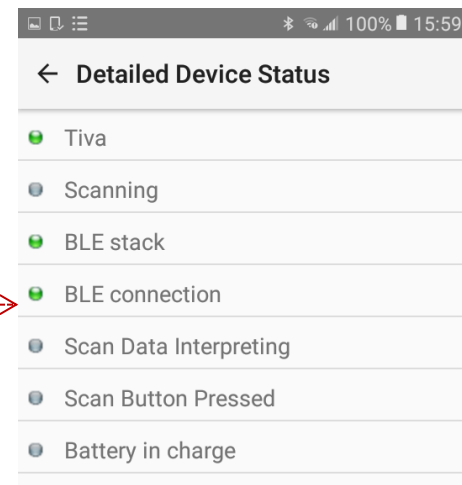 100% 15:59
Detailed Device Status
Tiva
Scanning
BLE stack
BLE connection
Scan Data Interpreting
Scan Button Pressed
Battery in charge